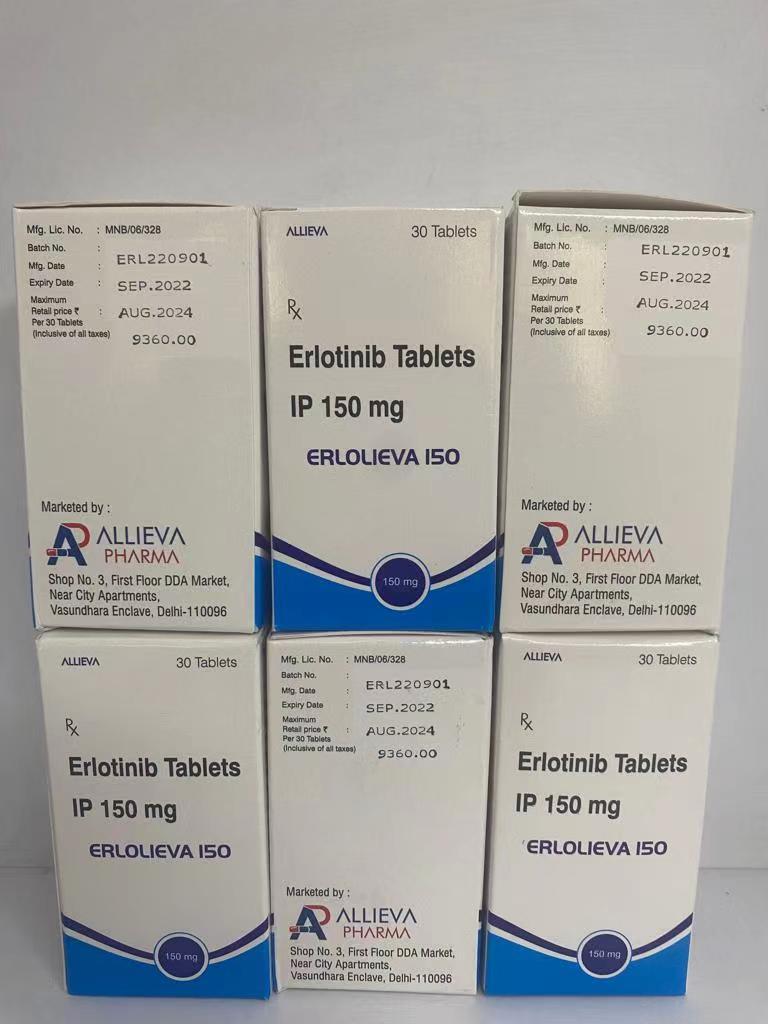 Mfg. Lic. No. : MNB/06/328
Batch No. :
Mfg. Date : ERL220901
Expiry Date : SEP.2022
Maximum
Retail price ₹ : AUG.2024
Per 30 Tablets
(Inclusive of all taxes) 9360.00
Marketed by :
AP ALLIEVA
PHARMA
Shop No. 3, First Floor DDA Market,
Near City Apartments,
Vasundhara Enclave, Delhi-110096
ALLIEVA 30 Tablets
Rx
Erlotinib Tablets
IP 150 mg
ERLOLIEVA 150
150 mg
Mfg. Lic. No. : MNB/06/328
Batch No. : ERL220901
Mfg. Date :
Expiry Date : SEP.2022
Maximum
Retail price ₹ : AUG.2024
Per 30 Tablets
(Inclusive of all taxes) 9360.00
Marketed by :
AP ALLIEVA
PHARMA
Shop No. 3, First Floor DDA Market,
Near City Apartments,
Vasundhara Enclave, Delhi-110096
ALLIEVA 30 Tablets
Rx
Erlotinib Tablets
IP 150 mg
ERLOLIEVA 150
150 mg
Mfg. Lic. No. : MNB/06/328
Batch No. :
Mfg. Date : ERL220901
Expiry Date : SEP.2022
Maximum
Retail price ₹ : AUG.2024
Per 30 Tablets
(Inclusive of all taxes) 9360.00
Marketed by :
AP ALLIEVA
PHARMA
Shop No. 3, First Floor DDA Market,
Near City Apartments,
Vasundhara Enclave, Delhi-110096
ALLIEVA 30 Tablets
Rx
Erlotinib Tablets
IP 150 mg
ERLOLIEVA 150
150 mg